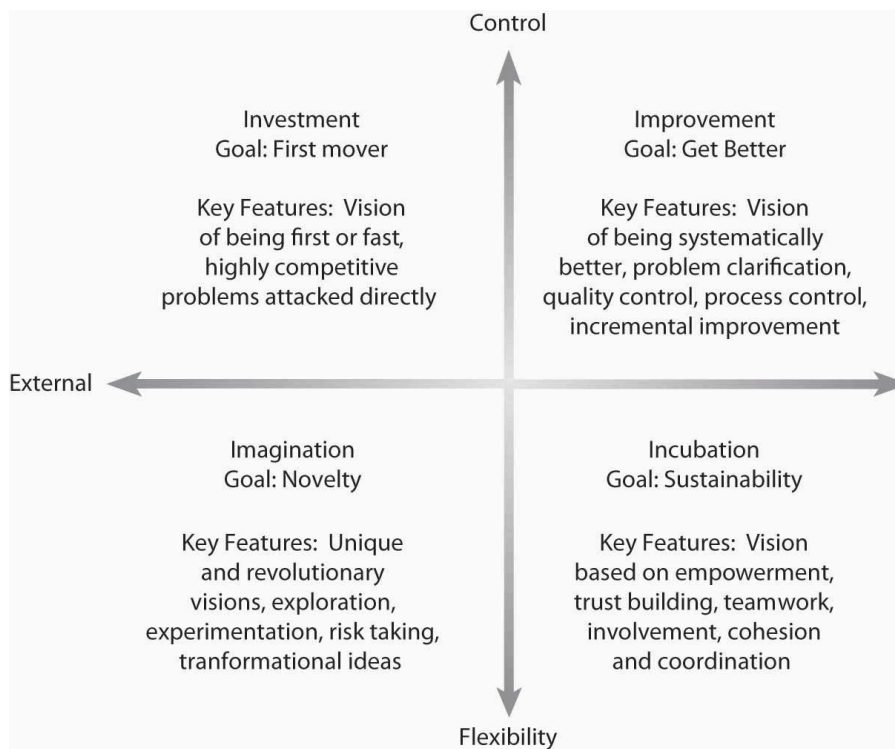 Control
Investment
Goal: First mover
Key Features:  Vision
of being first or fast,
highly competitive
problems attacked directly
Improvement
Goal: Get Better
Key Features:  Vision
of being systematically
better, problem clarification,
quality control, process control,
incremental improvement
External
Imagination
Goal: Novelty
Key Features:  Unique
and revolutionary
visions, exploration,
experimentation, risk taking,
tranformational ideas
Incubation
Goal: Sustainability
Key Features:  Vision
based on empowerment,
trust building, teamwork,
involvement, cohesion
and coordination
Flexibility